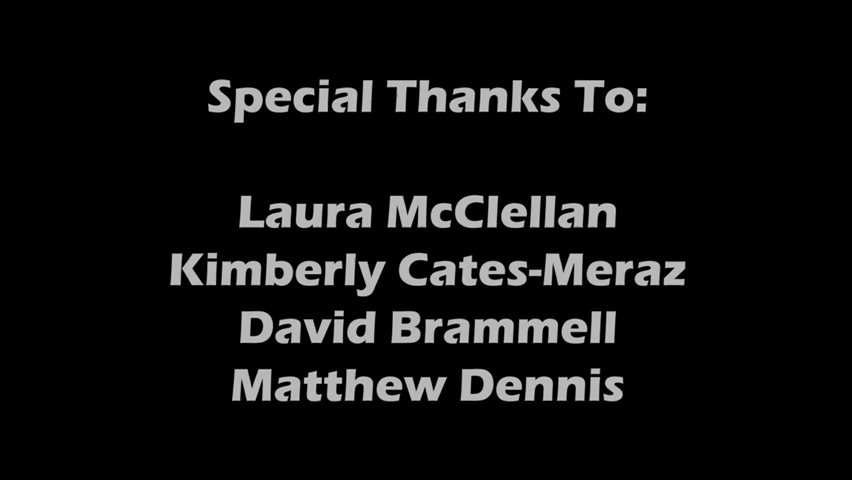 Special Thanks To:
Laura McClellan
Kimberly Cates-Meraz
David Brammell
Matthew Dennis